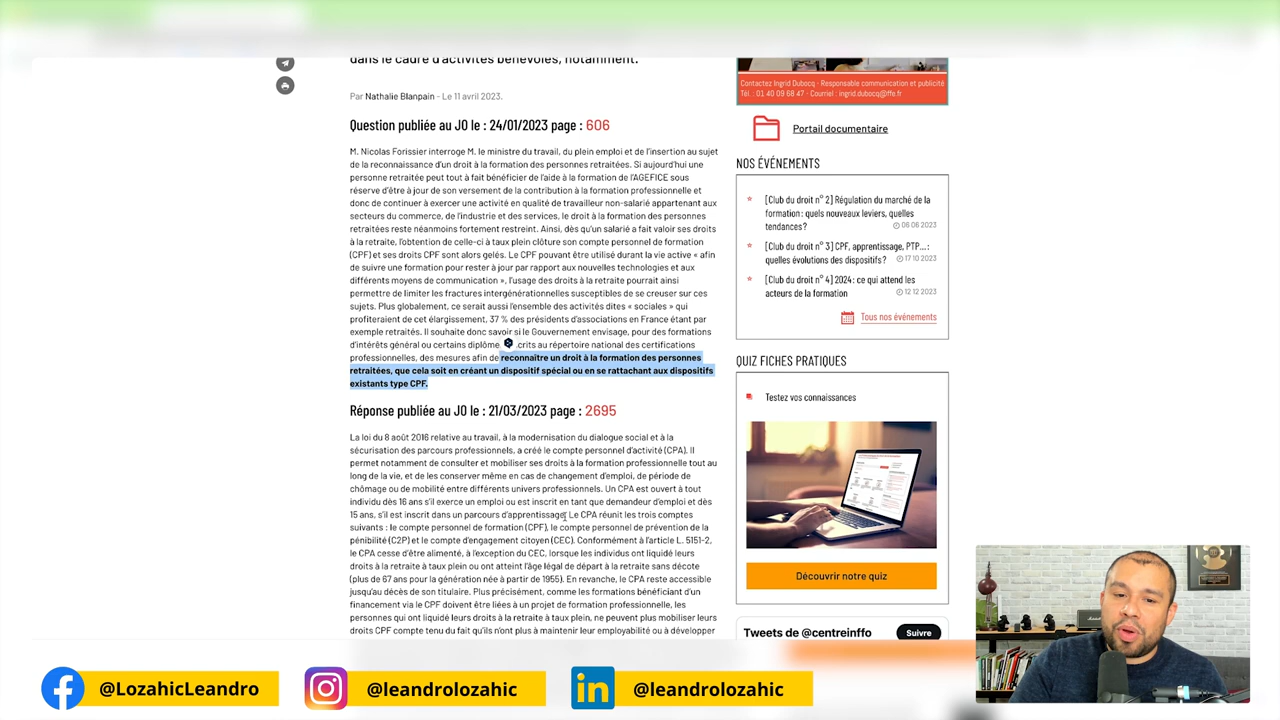 dans le cadre d'activités bénévoles, notamment.
Par Nathalie Blanpain - Le 11 avril 2023.
Question publiée au JO le : 24/01/2023 page : 606
M. Nicolas Forissier interroge M. le ministre du travail, du plein emploi et de l'insertion au sujet
de la reconnaissance d'un droit à la formation des personnes retraitées. Si aujourd'hui une
personne retraitée peut tout à fait bénéficier de l'aide à la formation de l'AGEFICE sous
réserve d'être à jour de son versement de la contribution à la formation professionnelle et
donc de continuer à exercer une activité en qualité de travailleur non-salarié appartenant aux
secteurs du commerce, de l'industrie et des services, le droit à la formation des personnes
retraitées reste néanmoins fortement restreint. Ainsi, dès qu'un salarié a fait valoir ses droits
à la retraite, l'obtention de celle-ci à taux plein clôture son compte personnel de formation
(CPF) et ses droits CPF sont alors gelés. Le CPF pouvant être utilisé durant la vie active « afin
de suivre une formation pour rester à jour par rapport aux nouvelles technologies et aux
différents moyens de communication », l'usage des droits à la retraite pourrait ainsi
permettre de limiter les fractures intergénérationnelles susceptibles de se creuser sur ces
sujets. Plus globalement, ce serait aussi l'ensemble des activités dites « sociales » qui
profiteraient de cet élargissement, 37 % des présidents d'associations en France étant par
exemple retraités. Il souhaite donc savoir si le Gouvernement envisage, pour des formations
d'intérêts général ou certains diplôme crits au répertoire national des certifications
professionnelles, des mesures afin de reconnaître un droit à la formation des personnes
retraitées, que cela soit en créant un dispositif spécial ou en se rattachant aux dispositifs
existants type CPF.
Réponse publiée au JO le : 21/03/2023 page : 2695
La loi du 8 août 2016 relative au travail, à la modernisation du dialogue social et à la
sécurisation des parcours professionnels, a créé le compte personnel d'activité (CPA). Il
permet notamment de consulter et mobiliser ses droits à la formation professionnelle tout au
long de la vie, et de les conserver même en cas de changement d'emploi, de période de
chômage ou de mobilité entre différents univers professionnels. Un CPA est ouvert à tout
individu dès 16 ans s'il exerce un emploi ou est inscrit en tant que demandeur d'emploi et dès
15 ans, s'il est inscrit dans un parcours d'apprentissage. Le CPA réunit les trois comptes
suivants : le compte personnel de formation (CPF), le compte personnel de prévention de la
pénibilité (C2P) et le compte d'engagement citoyen (CEC). Conformément à l'article L. 5151-2,
le CPA cesse d'être alimenté, à l'exception du CEC, lorsque les individus ont liquidé leurs
droits à la retraite à taux plein ou ont atteint l'âge légal de départ à la retraite sans décote
(plus de 67 ans pour la génération née à partir de 1955). En revanche, le CPA reste accessible
jusqu'au décès de son titulaire. Plus précisément, comme les formations bénéficiant d'un
financement via le CPF doivent être liées à un projet de formation professionnelle, les
personnes qui ont liquidé leurs droits à la retraite à taux plein, ne peuvent plus mobiliser leurs
droits CPF compte tenu du fait qu'ils n'ont plus à maintenir leur employabilité ou à développer
Contactez Ingrid Dubocq - Responsable communication et publicité
Tél. : 01 40 09 68 47 - Courriel : ingrid.dubocq@ffe.fr
Portail documentaire
NOS ÉVÉNEMENTS
[Club du droit n° 2] Régulation du marché de la
formation : quels nouveaux leviers, quelles
tendances ? 06 06 2023
[Club du droit n° 3] CPF, apprentissage, PTP... :
quelles évolutions des dispositifs ? 17 10 2023
[Club du droit n° 4] 2024 : ce qui attend les
acteurs de la formation 12 12 2023
Tous nos événements
QUIZ FICHES PRATIQUES
Testez vos connaissances
Découvrir notre quiz
Tweets de @centreinffo Suivre
@LozahicLeandro
@leandrolozahic
in @leandrolozahic